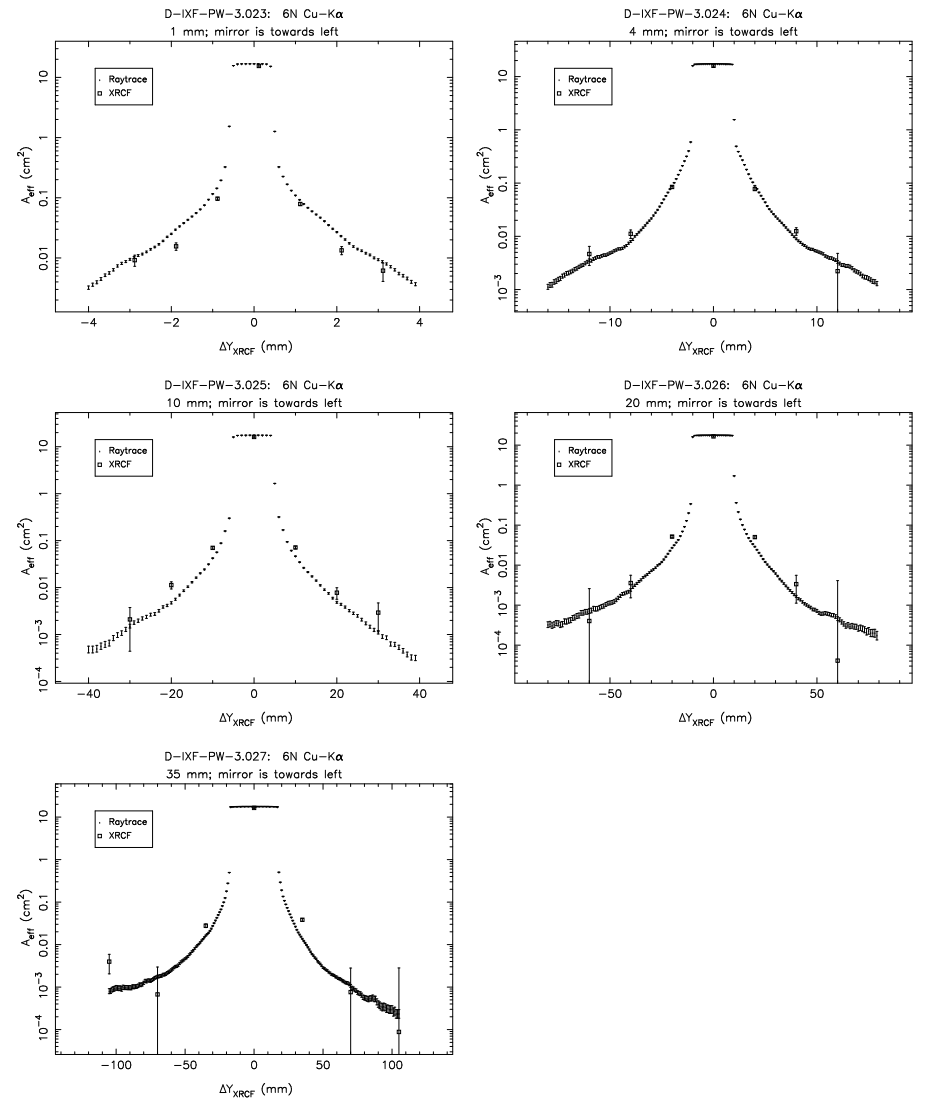 D-IXF-PW-3.023: 6N Cu-Kα
1 mm; mirror is towards left
Raytrace
XRCF
A_eff (cm²)
10
1
0.1
0.01
−4 −2 0 2 4
ΔY_XRCF (mm)
D-IXF-PW-3.024: 6N Cu-Kα
4 mm; mirror is towards left
Raytrace
XRCF
A_eff (cm²)
10
1
0.1
0.01
10⁻³
−10 0 10
ΔY_XRCF (mm)
D-IXF-PW-3.025: 6N Cu-Kα
10 mm; mirror is towards left
Raytrace
XRCF
A_eff (cm²)
10
1
0.1
0.01
10⁻³
10⁻⁴
−40 −20 0 20 40
ΔY_XRCF (mm)
D-IXF-PW-3.026: 6N Cu-Kα
20 mm; mirror is towards left
Raytrace
XRCF
A_eff (cm²)
10
1
0.1
0.01
10⁻³
10⁻⁴
−50 0 50
ΔY_XRCF (mm)
D-IXF-PW-3.027: 6N Cu-Kα
35 mm; mirror is towards left
Raytrace
XRCF
A_eff (cm²)
10
1
0.1
0.01
10⁻³
10⁻⁴
−100 −50 0 50 100
ΔY_XRCF (mm)